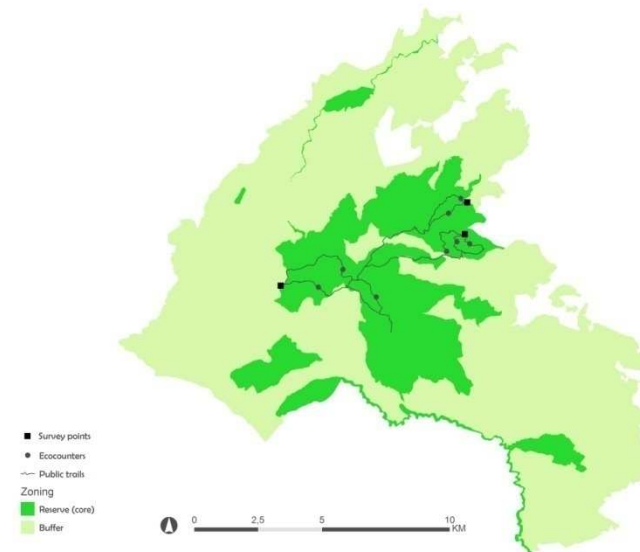 Survey points
Ecocounters
Public trails
Zoning
Reserve (core)
Buffer
0 2,5 5 10
KM